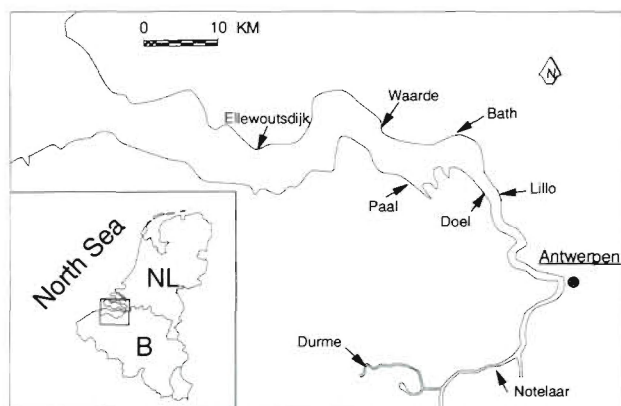 0 10 KM
N
Waarde
Ellewoutsdijk
Bath
Lillo
Paal
Doel
Antwerpen
North Sea
NL
B
Durme
Notelaar